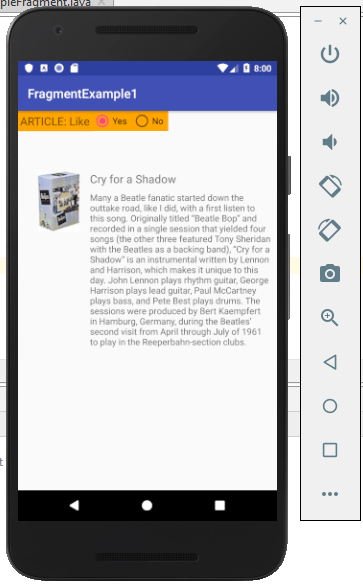 pleFragment.java
8:00
FragmentExample1
ARTICLE: Like Yes No
Cry for a Shadow
Many a Beatle fanatic started down the
outtake road, like I did, with a first listen to
this song. Originally titled "Beatle Bop" and
recorded in a single session that yielded four
songs (the other three featured Tony Sheridan
with the Beatles as a backing band), "Cry for a
Shadow" is an instrumental written by Lennon
and Harrison, which makes it unique to this
day. John Lennon plays rhythm guitar, George
Harrison plays lead guitar, Paul McCartney
plays bass, and Pete Best plays drums. The
sessions were produced by Bert Kaempfert
in Hamburg, Germany, during the Beatles'
second visit from April through July of 1961
to play in the Reeperbahn-section clubs.